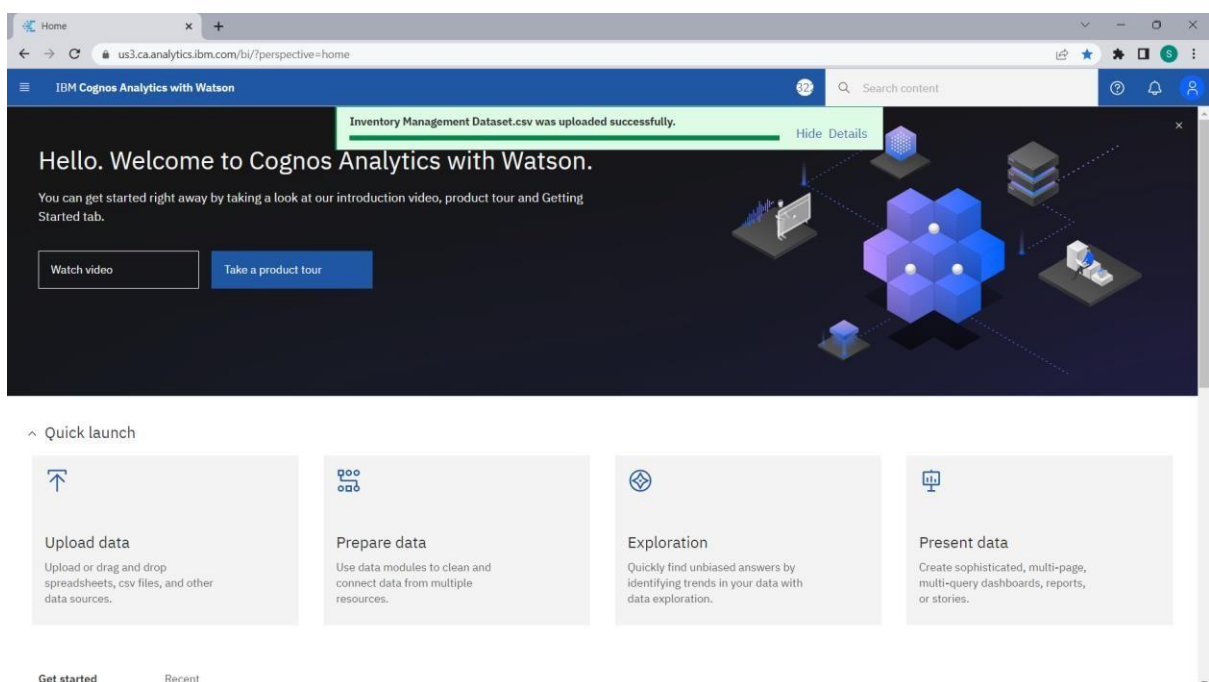 Home
us3.ca.analytics.ibm.com/bi/?perspective=home
S
IBM Cognos Analytics with Watson
Search content
Inventory Management Dataset.csv was uploaded successfully.
Hide Details
Hello. Welcome to Cognos Analytics with Watson.
You can get started right away by taking a look at our introduction video, product tour and Getting
Started tab.
Watch video
Take a product tour
Quick launch
Upload data
Upload or drag and drop
spreadsheets, csv files, and other
data sources.
Prepare data
Use data modules to clean and
connect data from multiple
resources.
Exploration
Quickly find unbiased answers by
identifying trends in your data with
data exploration.
Present data
Create sophisticated, multi-page,
multi-query dashboards, reports,
or stories.
Get started Recent